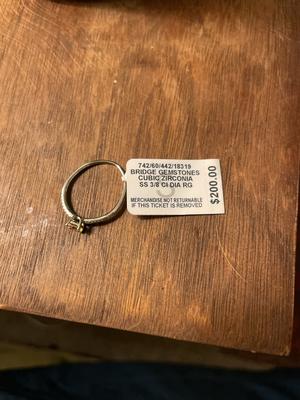 742/60/442/18319
BRIDGE GEMSTONES
CUBIC ZIRCONIA
SS 3/8 CI DIA RG
MERCHANDISE NOT RETURNABLE
IF THIS TICKET IS REMOVED
$200.00